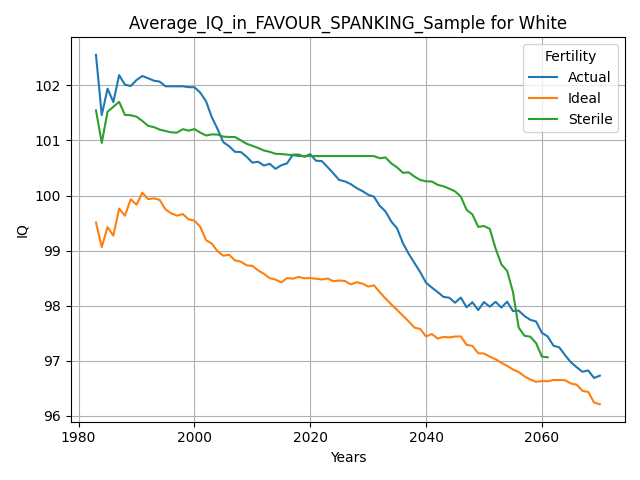 Average_IQ_in_FAVOUR_SPANKING_Sample for White
Fertility
Actual
Ideal
Sterile
102
101
100
99
98
97
96
IQ
1980
2000
2020
2040
2060
Years